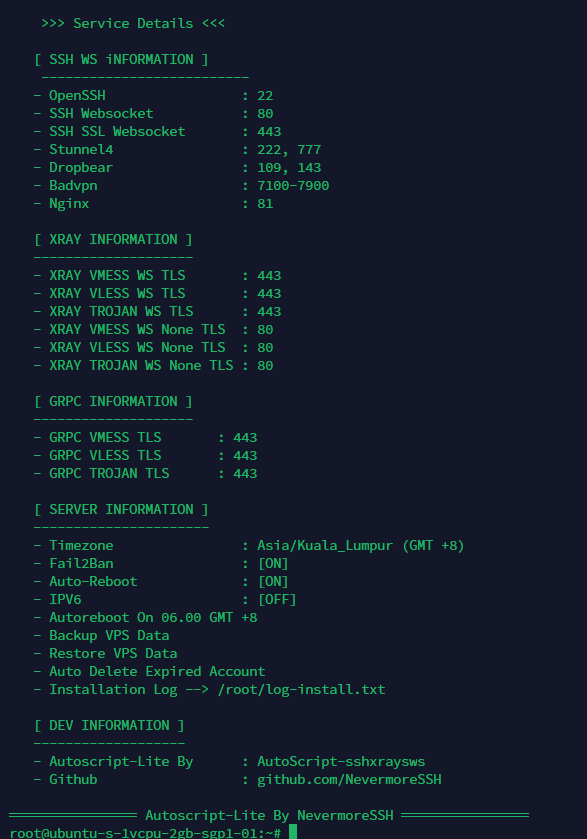 >>> Service Details <<<
[ SSH WS iNFORMATION ]
--------------------------
- OpenSSH : 22
- SSH Websocket : 80
- SSH SSL Websocket : 443
- Stunnel4 : 222, 777
- Dropbear : 109, 143
- Badvpn : 7100-7900
- Nginx : 81
[ XRAY INFORMATION ]
--------------------
- XRAY VMESS WS TLS : 443
- XRAY VLESS WS TLS : 443
- XRAY TROJAN WS TLS : 443
- XRAY VMESS WS None TLS : 80
- XRAY VLESS WS None TLS : 80
- XRAY TROJAN WS None TLS : 80
[ GRPC INFORMATION ]
--------------------
- GRPC VMESS TLS : 443
- GRPC VLESS TLS : 443
- GRPC TROJAN TLS : 443
[ SERVER INFORMATION ]
----------------------
- Timezone : Asia/Kuala_Lumpur (GMT +8)
- Fail2Ban : [ON]
- Auto-Reboot : [ON]
- IPV6 : [OFF]
- Autoreboot On 06.00 GMT +8
- Backup VPS Data
- Restore VPS Data
- Auto Delete Expired Account
- Installation Log --> /root/log-install.txt
[ DEV INFORMATION ]
-------------------
- Autoscript-Lite By : AutoScript-sshxraysws
- Github : github.com/NevermoreSSH
════════════════ Autoscript-Lite By NevermoreSSH ════════════════
root@ubuntu-s-1vcpu-2gb-sgp1-01:~#